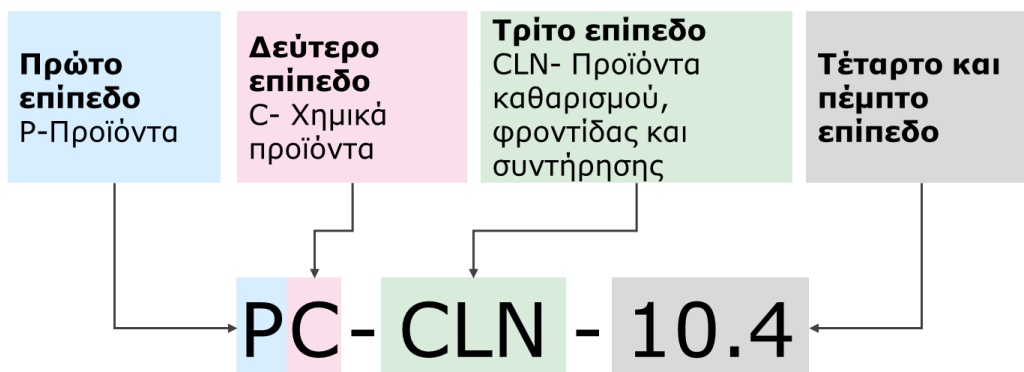 Πρώτο
επίπεδο
P-Προϊόντα
Δεύτερο
επίπεδο
C- Χημικά
προϊόντα
Τρίτο επίπεδο
CLN- Προϊόντα
καθαρισμού,
φροντίδας και
συντήρησης
Τέταρτο και
πέμπτο
επίπεδο
PC-CLN-10.4